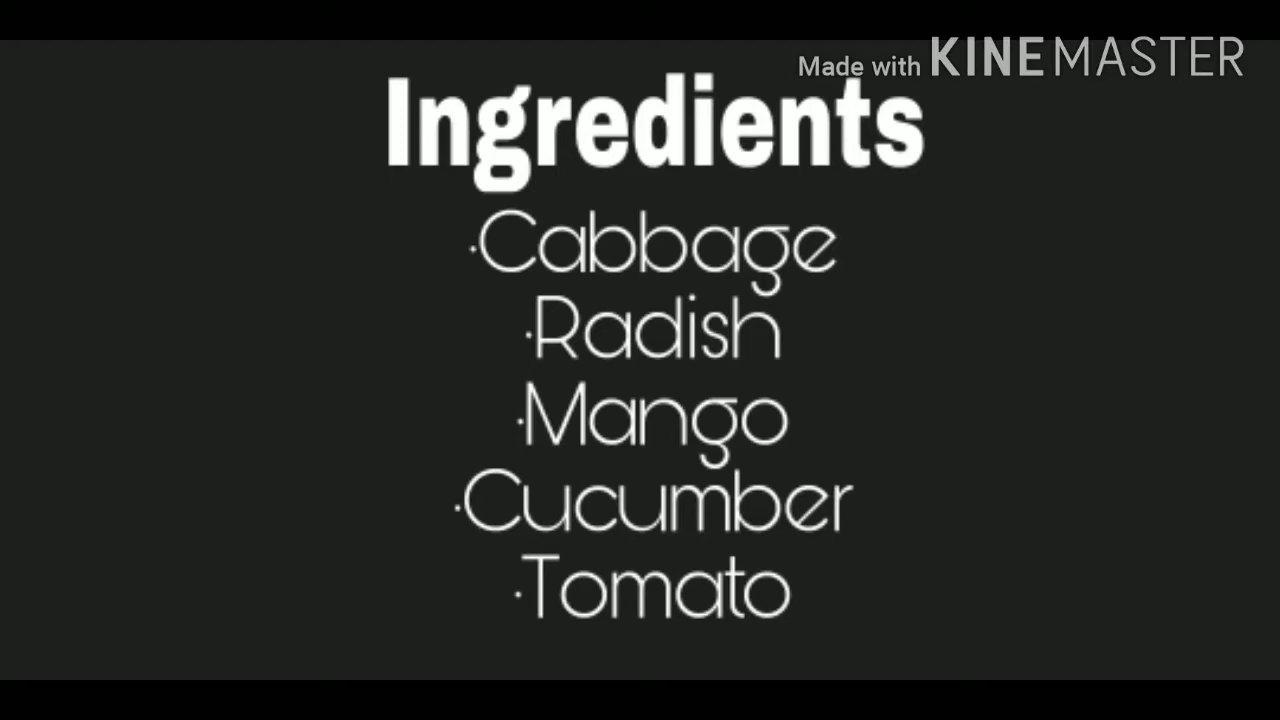 Made with KINEMASTER
Ingredients
·Cabbage
·Radish
·Mango
·Cucumber
·Tomato